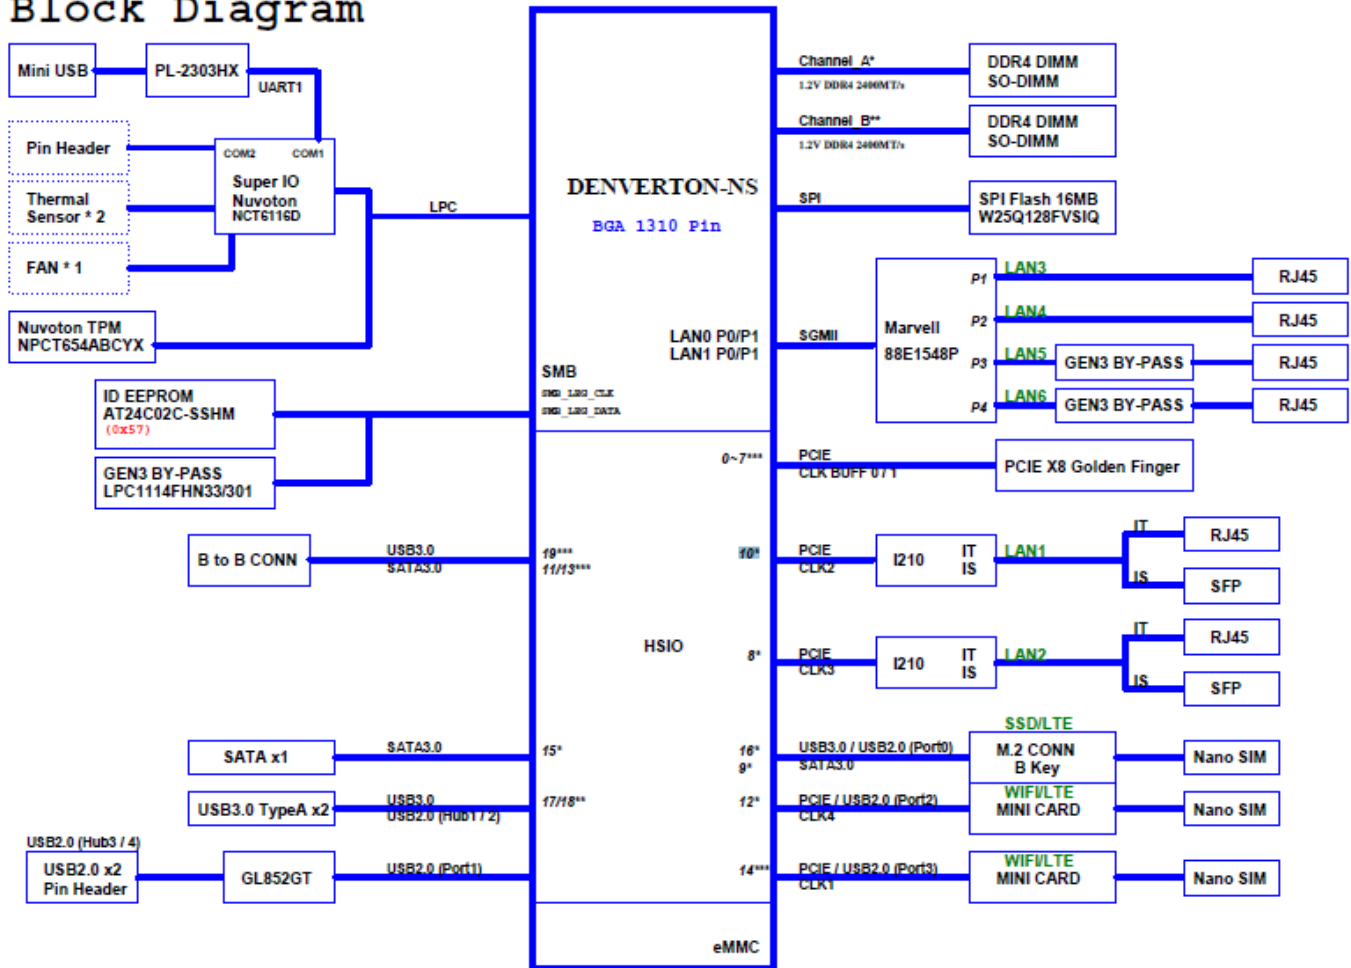 Block Diagram
Mini USB
PL-2303HX
UART1
Pin Header
COM2
COM1
Super IO
Nuvoton
NCT6116D
Thermal
Sensor * 2
FAN * 1
LPC
Nuvoton TPM
NPCT654ABCYX
ID EEPROM
AT24C02C-SSHM
(0x57)
GEN3 BY-PASS
LPC1114FHN33/301
B to B CONN
USB3.0
SATA3.0
SATA x1
SATA3.0
USB3.0 TypeA x2
USB3.0
USB2.0 (Hub1 / 2)
USB2.0 (Hub3 / 4)
USB2.0 x2
Pin Header
GL852GT
USB2.0 (Port1)
DENVERTON-NS
BGA 1310 Pin
LAN0 P0/P1
LAN1 P0/P1
SMB
SMB_LEG_CLK
SMB_LEG_DATA
0~7***
19***
11/13***
10*
HSIO
8*
15*
16*
9*
17/18**
12*
14***
eMMC
Channel_A*
1.2V DDR4 2400MT/s
DDR4 DIMM
SO-DIMM
Channel_B**
1.2V DDR4 2400MT/s
DDR4 DIMM
SO-DIMM
SPI
SPI Flash 16MB
W25Q128FVSIQ
SGMII
Marvell
88E1548P
P1
LAN3
RJ45
P2
LAN4
RJ45
P3
LAN5
GEN3 BY-PASS
RJ45
P4
LAN6
GEN3 BY-PASS
RJ45
PCIE
CLK BUFF 0 / 1
PCIE X8 Golden Finger
PCIE
CLK2
I210
IT
IS
LAN1
IT
RJ45
IS
SFP
PCIE
CLK3
I210
IT
IS
LAN2
IT
RJ45
IS
SFP
USB3.0 / USB2.0 (Port0)
SATA3.0
SSD/LTE
M.2 CONN
B Key
Nano SIM
PCIE / USB2.0 (Port2)
CLK4
WIFI/LTE
MINI CARD
Nano SIM
PCIE / USB2.0 (Port3)
CLK1
WIFI/LTE
MINI CARD
Nano SIM